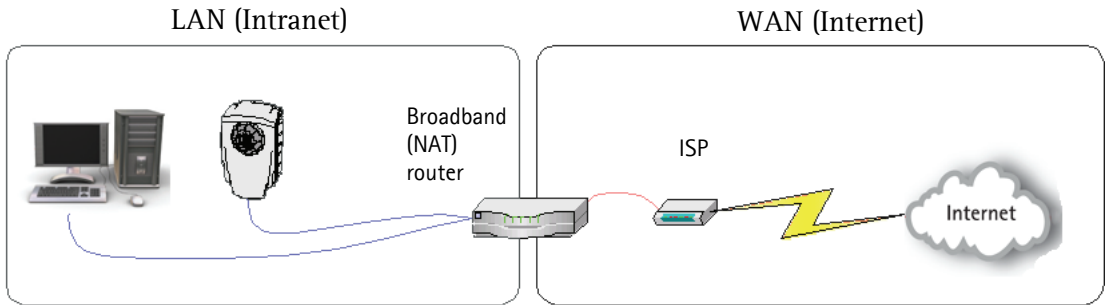 LAN (Intranet)
WAN (Internet)
Broadband
(NAT)
router
ISP
Internet